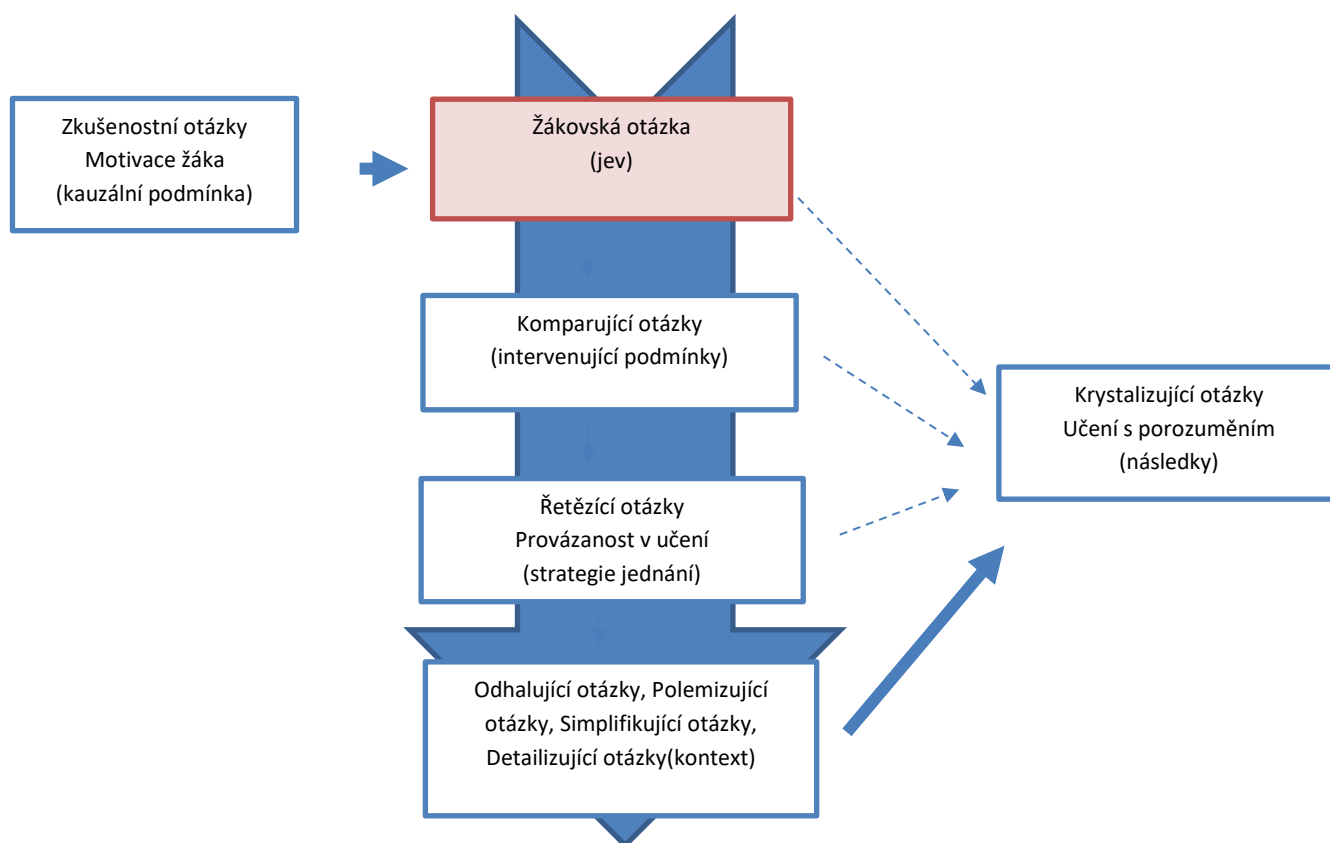 Zkušenostní otázky
Motivace žáka
(kauzální podmínka)
Žákovská otázka
(jev)
Komparující otázky
(intervenující podmínky)
Krystalizující otázky
Učení s porozuměním
(následky)
Řetězící otázky
Provázanost v učení
(strategie jednání)
Odhalující otázky, Polemizující
otázky, Simplifikující otázky,
Detailizující otázky(kontext)